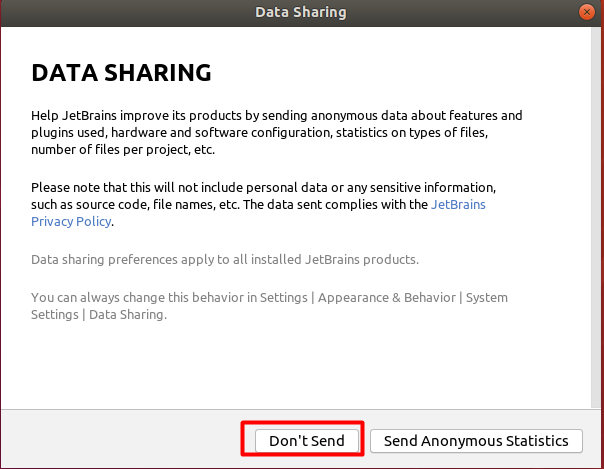 Data Sharing
DATA SHARING
Help JetBrains improve its products by sending anonymous data about features and
plugins used, hardware and software configuration, statistics on types of files,
number of files per project, etc.
Please note that this will not include personal data or any sensitive information,
such as source code, file names, etc. The data sent complies with the JetBrains
Privacy Policy.
Data sharing preferences apply to all installed JetBrains products.
You can always change this behavior in Settings | Appearance & Behavior | System
Settings | Data Sharing.
Don't Send
Send Anonymous Statistics